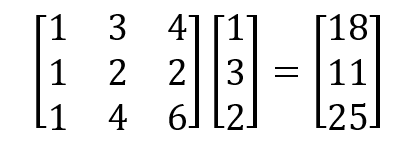 [1 3 4] [1] [18]
[1 2 2] [3] = [11]
[1 4 6] [2] [25]